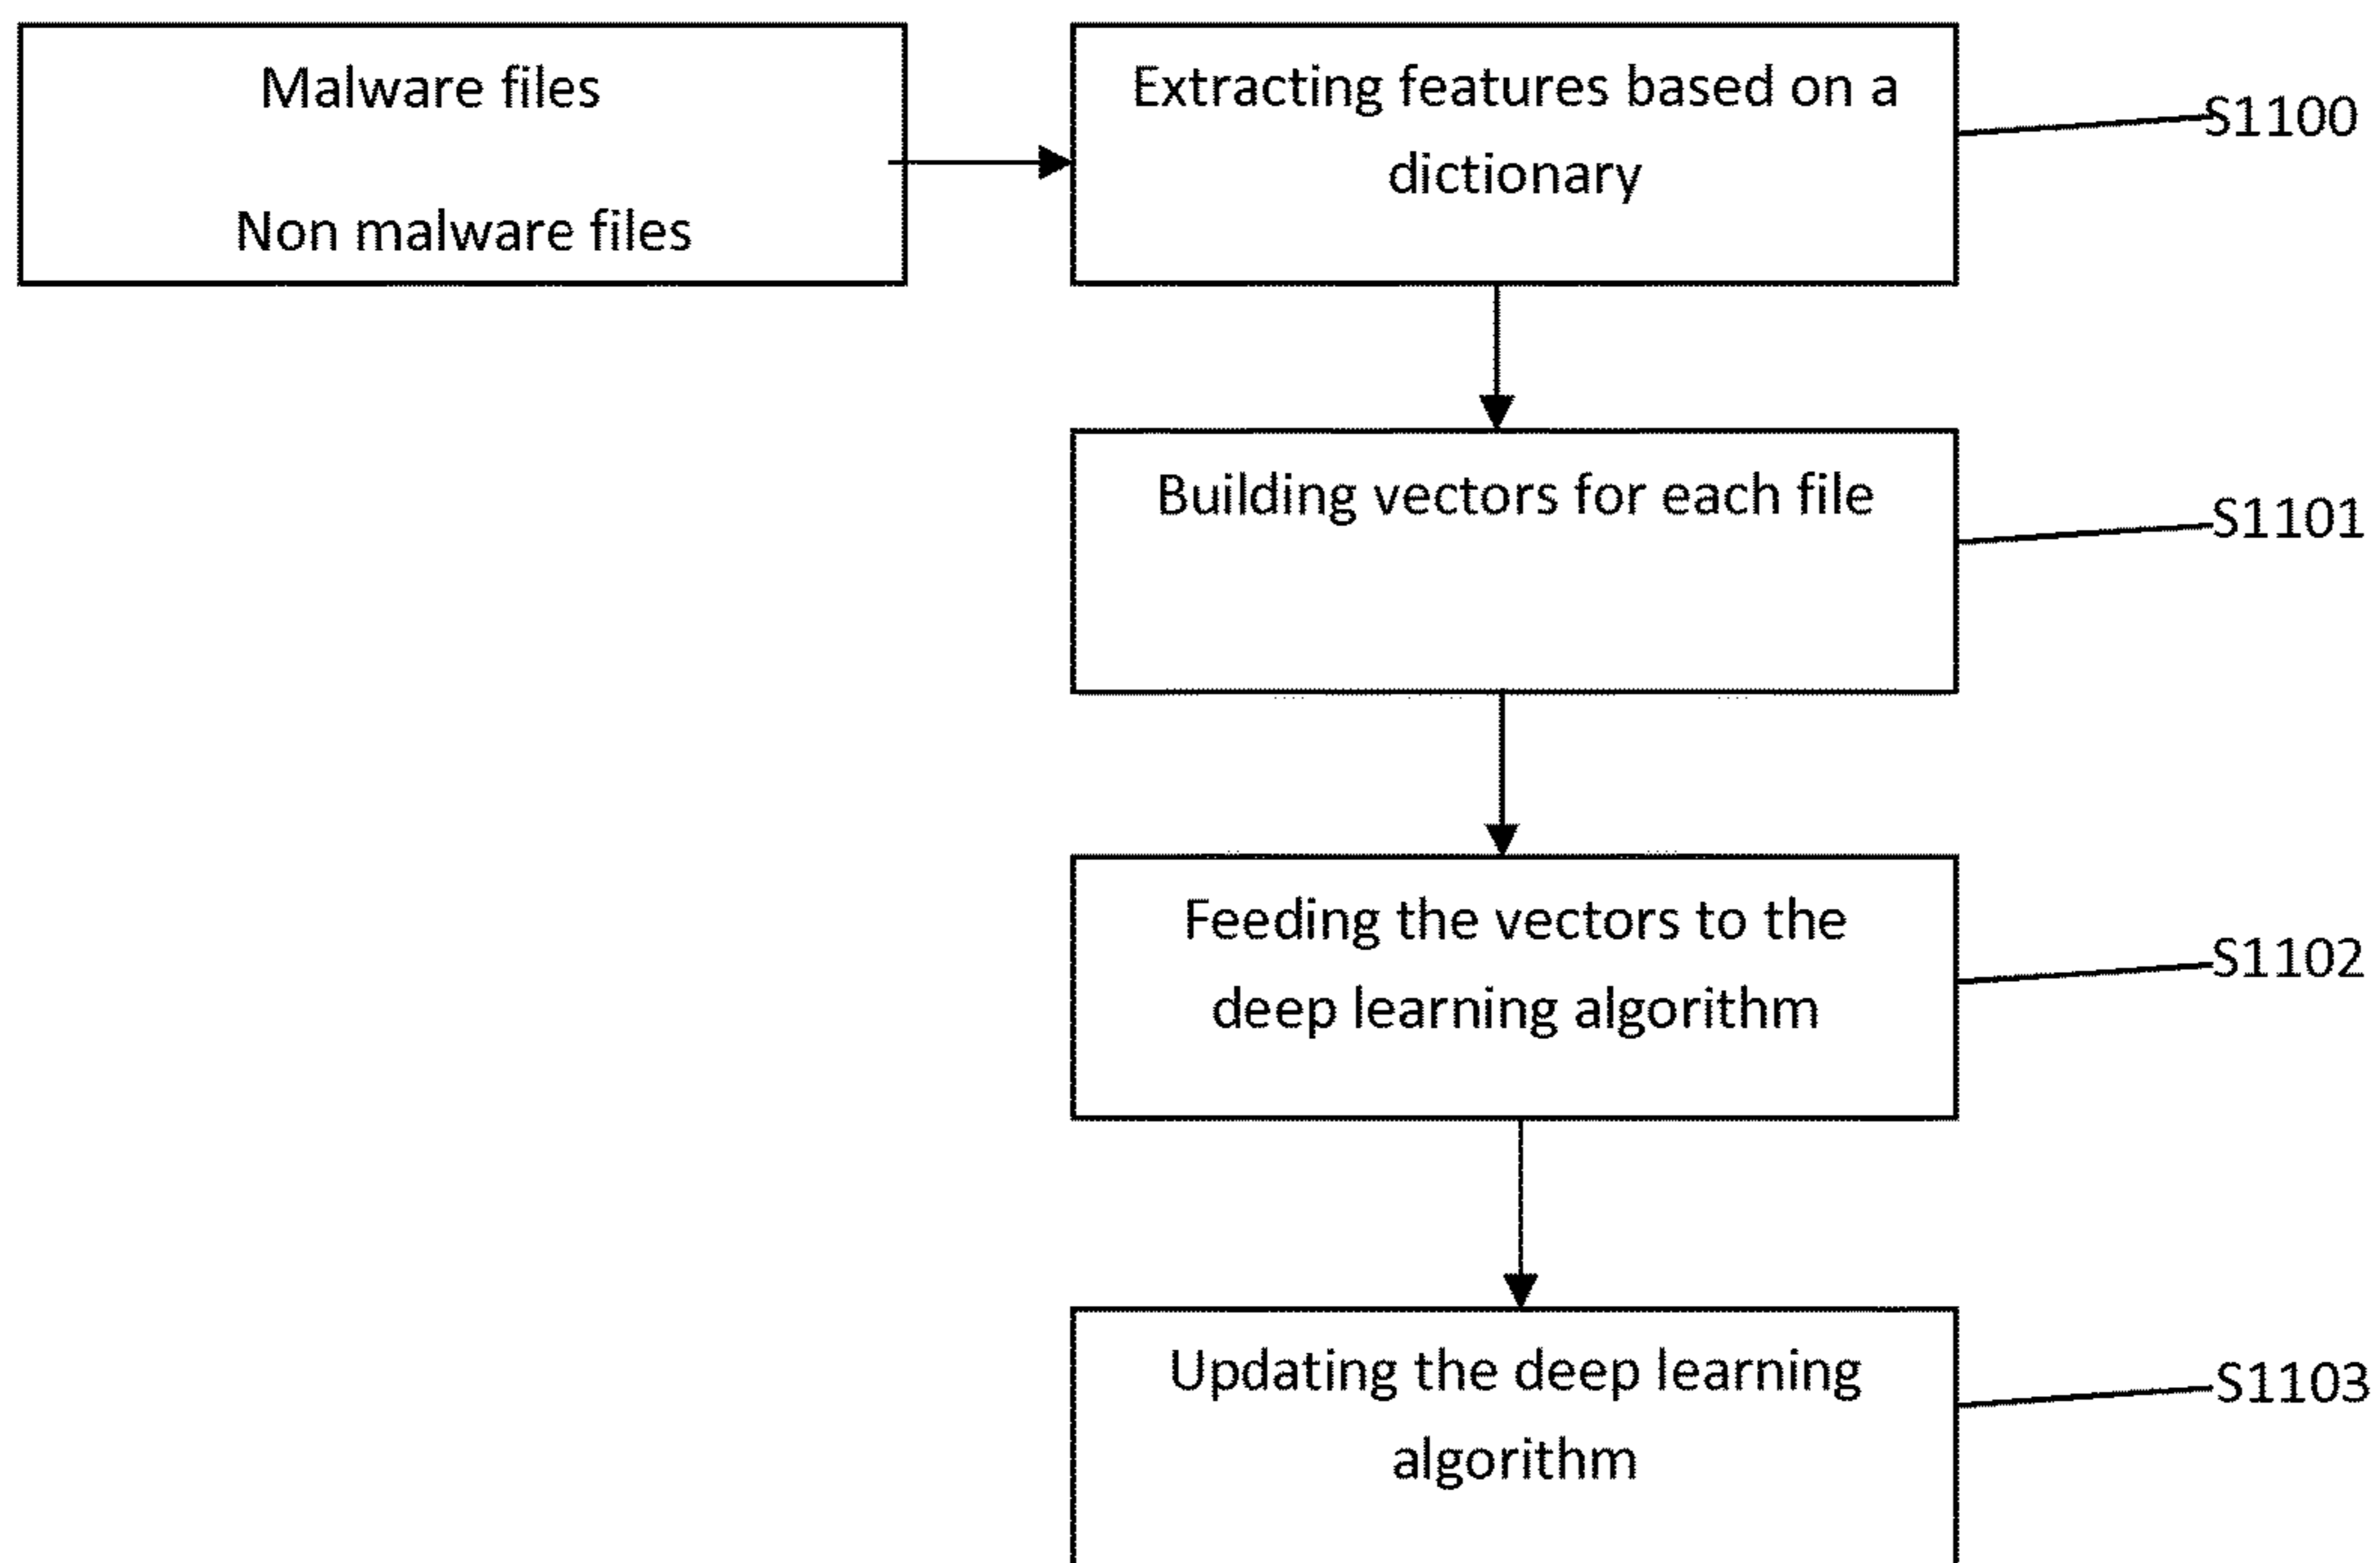 Malware files
Non malware files
Extracting features based on a
dictionary
S1100
Building vectors for each file
S1101
Feeding the vectors to the
deep learning algorithm
S1102
Updating the deep learning
algorithm
S1103